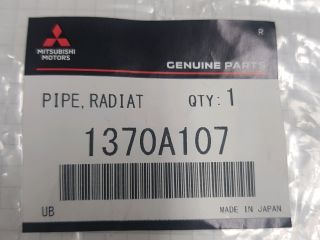 R
MITSUBISHI
MOTORS
GENUINE PARTS
PIPE,RADIAT QTY:1
1370A107
UB MADE IN JAPAN